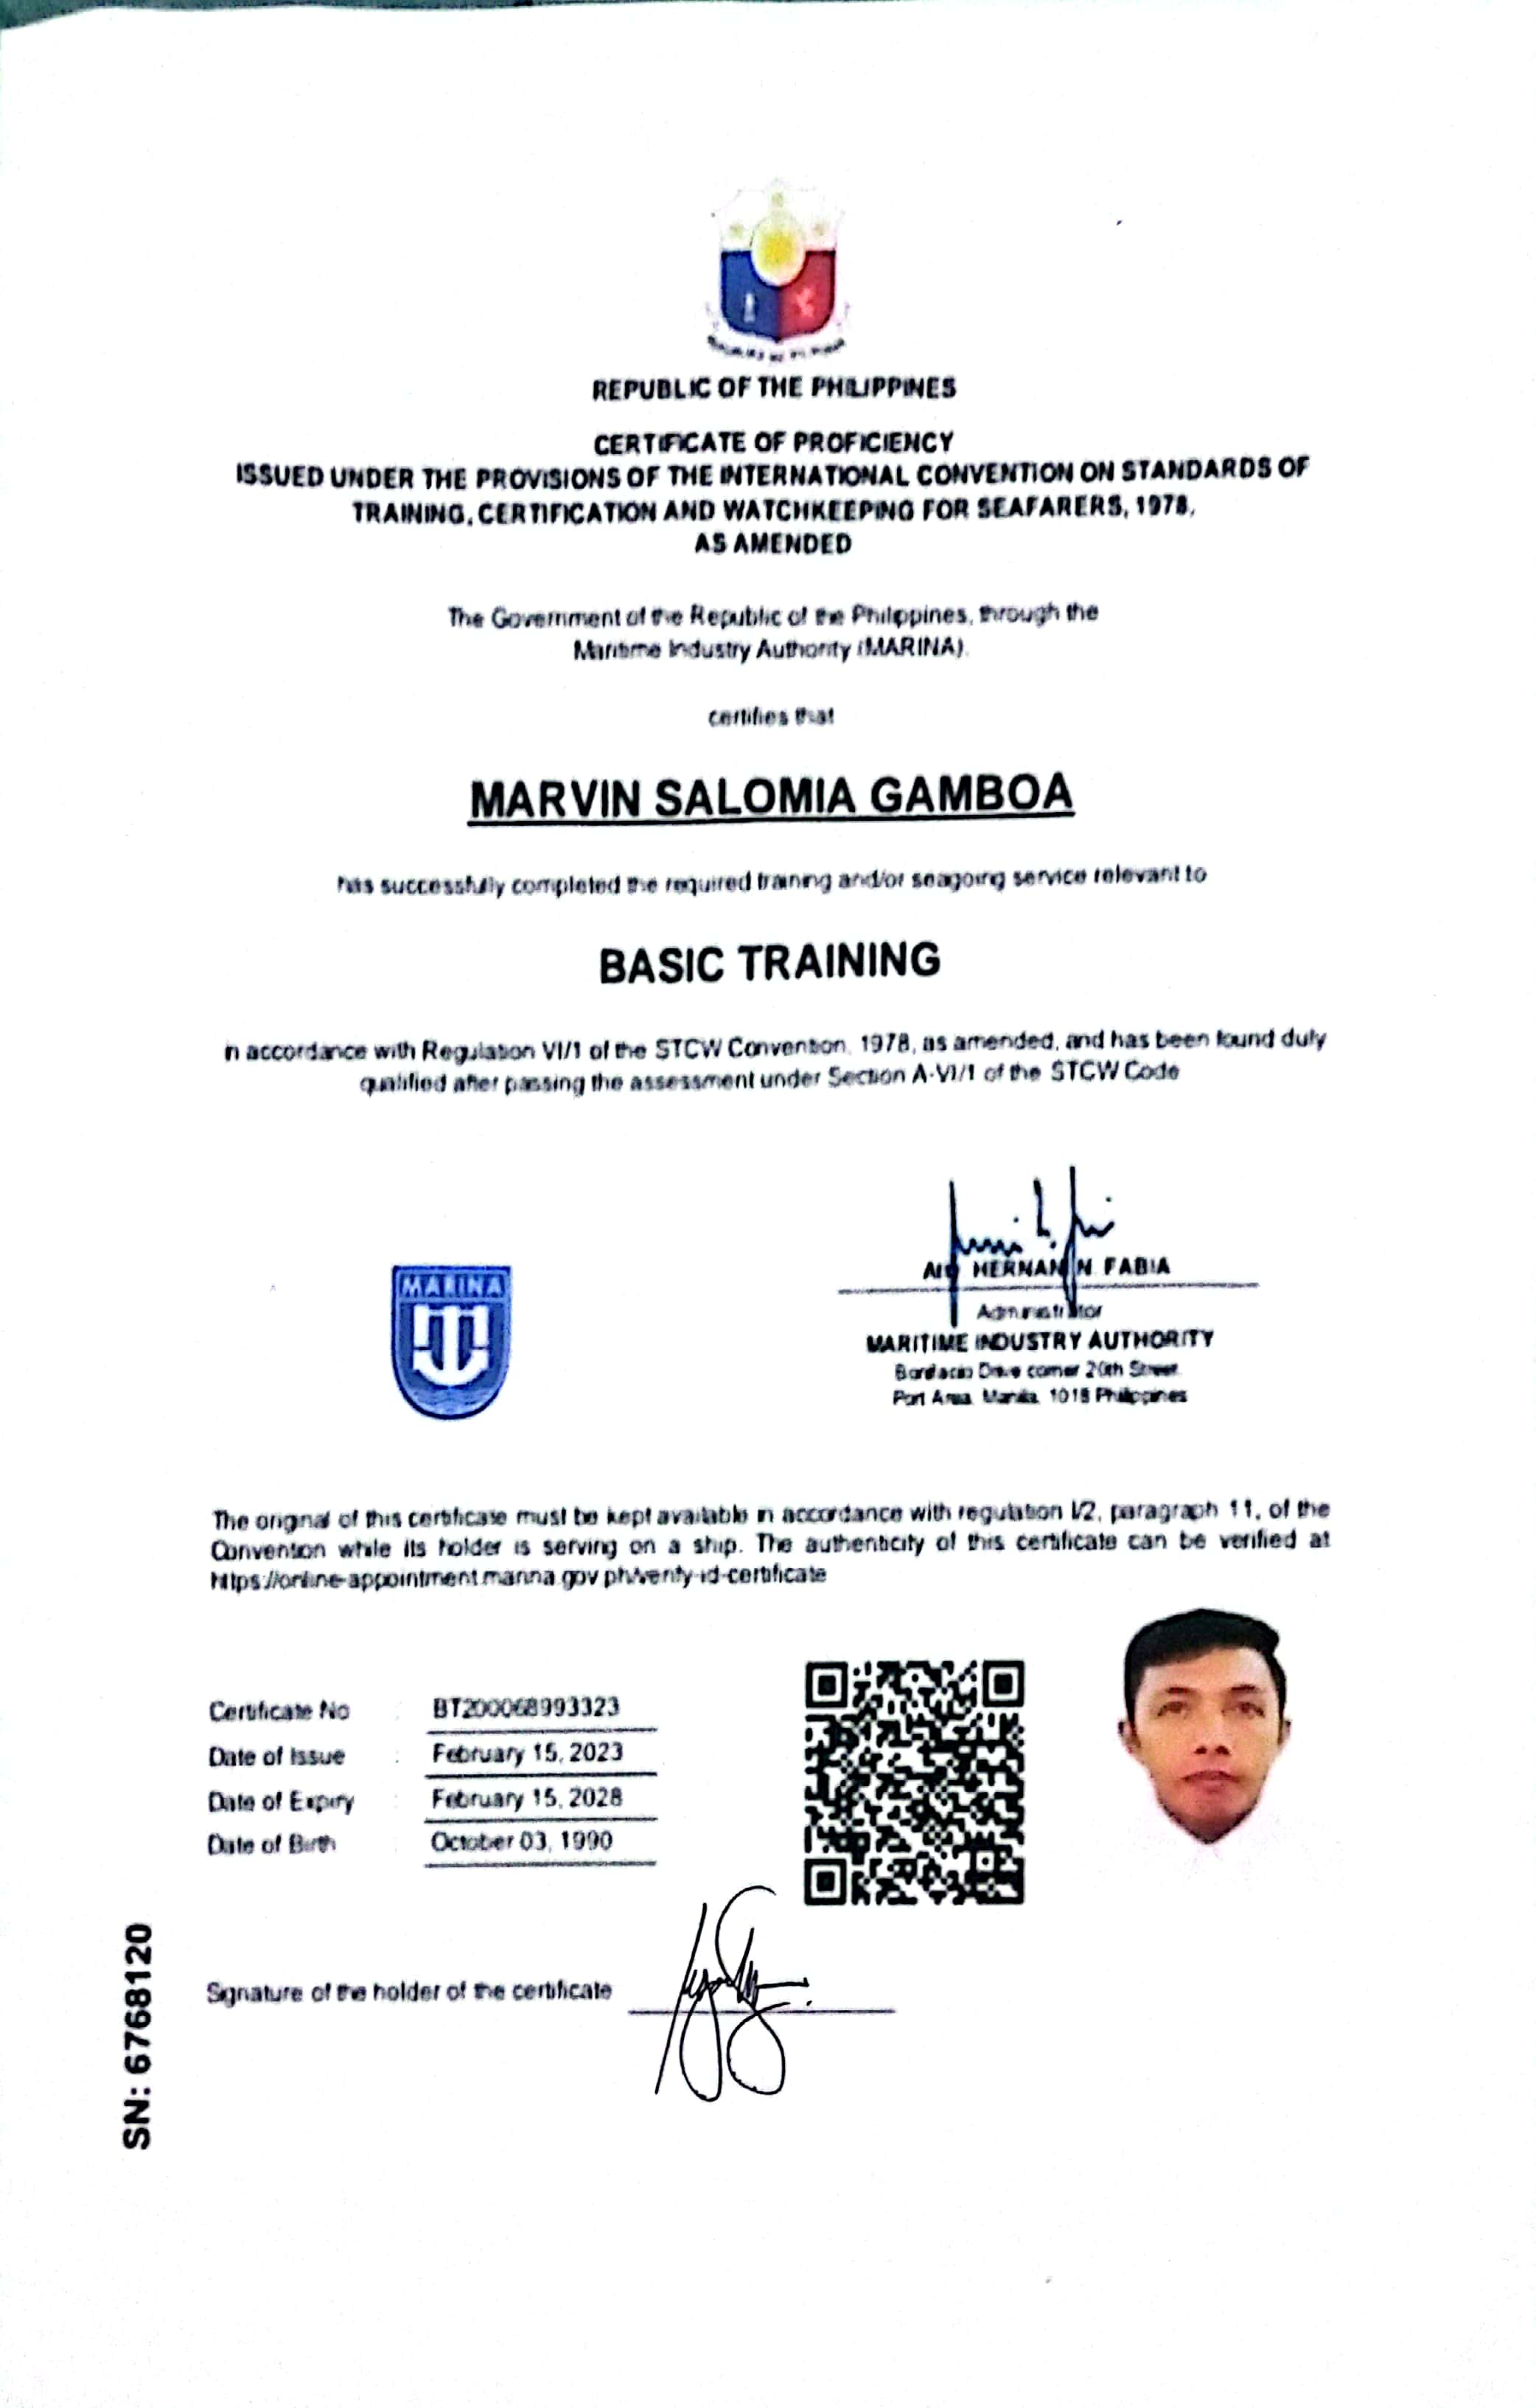 REPUBLIC OF THE PHILIPPINES
CERTIFICATE OF PROFICIENCY
ISSUED UNDER THE PROVISIONS OF THE INTERNATIONAL CONVENTION ON STANDARDS OF
TRAINING, CERTIFICATION AND WATCHKEEPING FOR SEAFARERS, 1978,
AS AMENDED
The Government of the Republic of the Philippines, through the
Maritime Industry Authority (MARINA),
certifies that
MARVIN SALOMIA GAMBOA
has successfully completed the required training and/or seagoing service relevant to
BASIC TRAINING
in accordance with Regulation VI/1 of the STCW Convention, 1978, as amended, and has been found duly
qualified after passing the assessment under Section A-VI/1 of the STCW Code
MARINA
HERNANI N. FABIA
Administrator
MARITIME INDUSTRY AUTHORITY
Bonifacio Drive corner 20th Street
Port Area, Manila, 1018 Philippines
The original of this certificate must be kept available in accordance with regulation I/2, paragraph 11, of the
Convention while its holder is serving on a ship. The authenticity of this certificate can be verified at
https://online-appointment.marina.gov.ph/verify-id-certificate
Certificate No : BT200068993323
Date of Issue : February 15, 2023
Date of Expiry : February 15, 2028
Date of Birth : October 03, 1990
Signature of the holder of the certificate
SN: 6768120